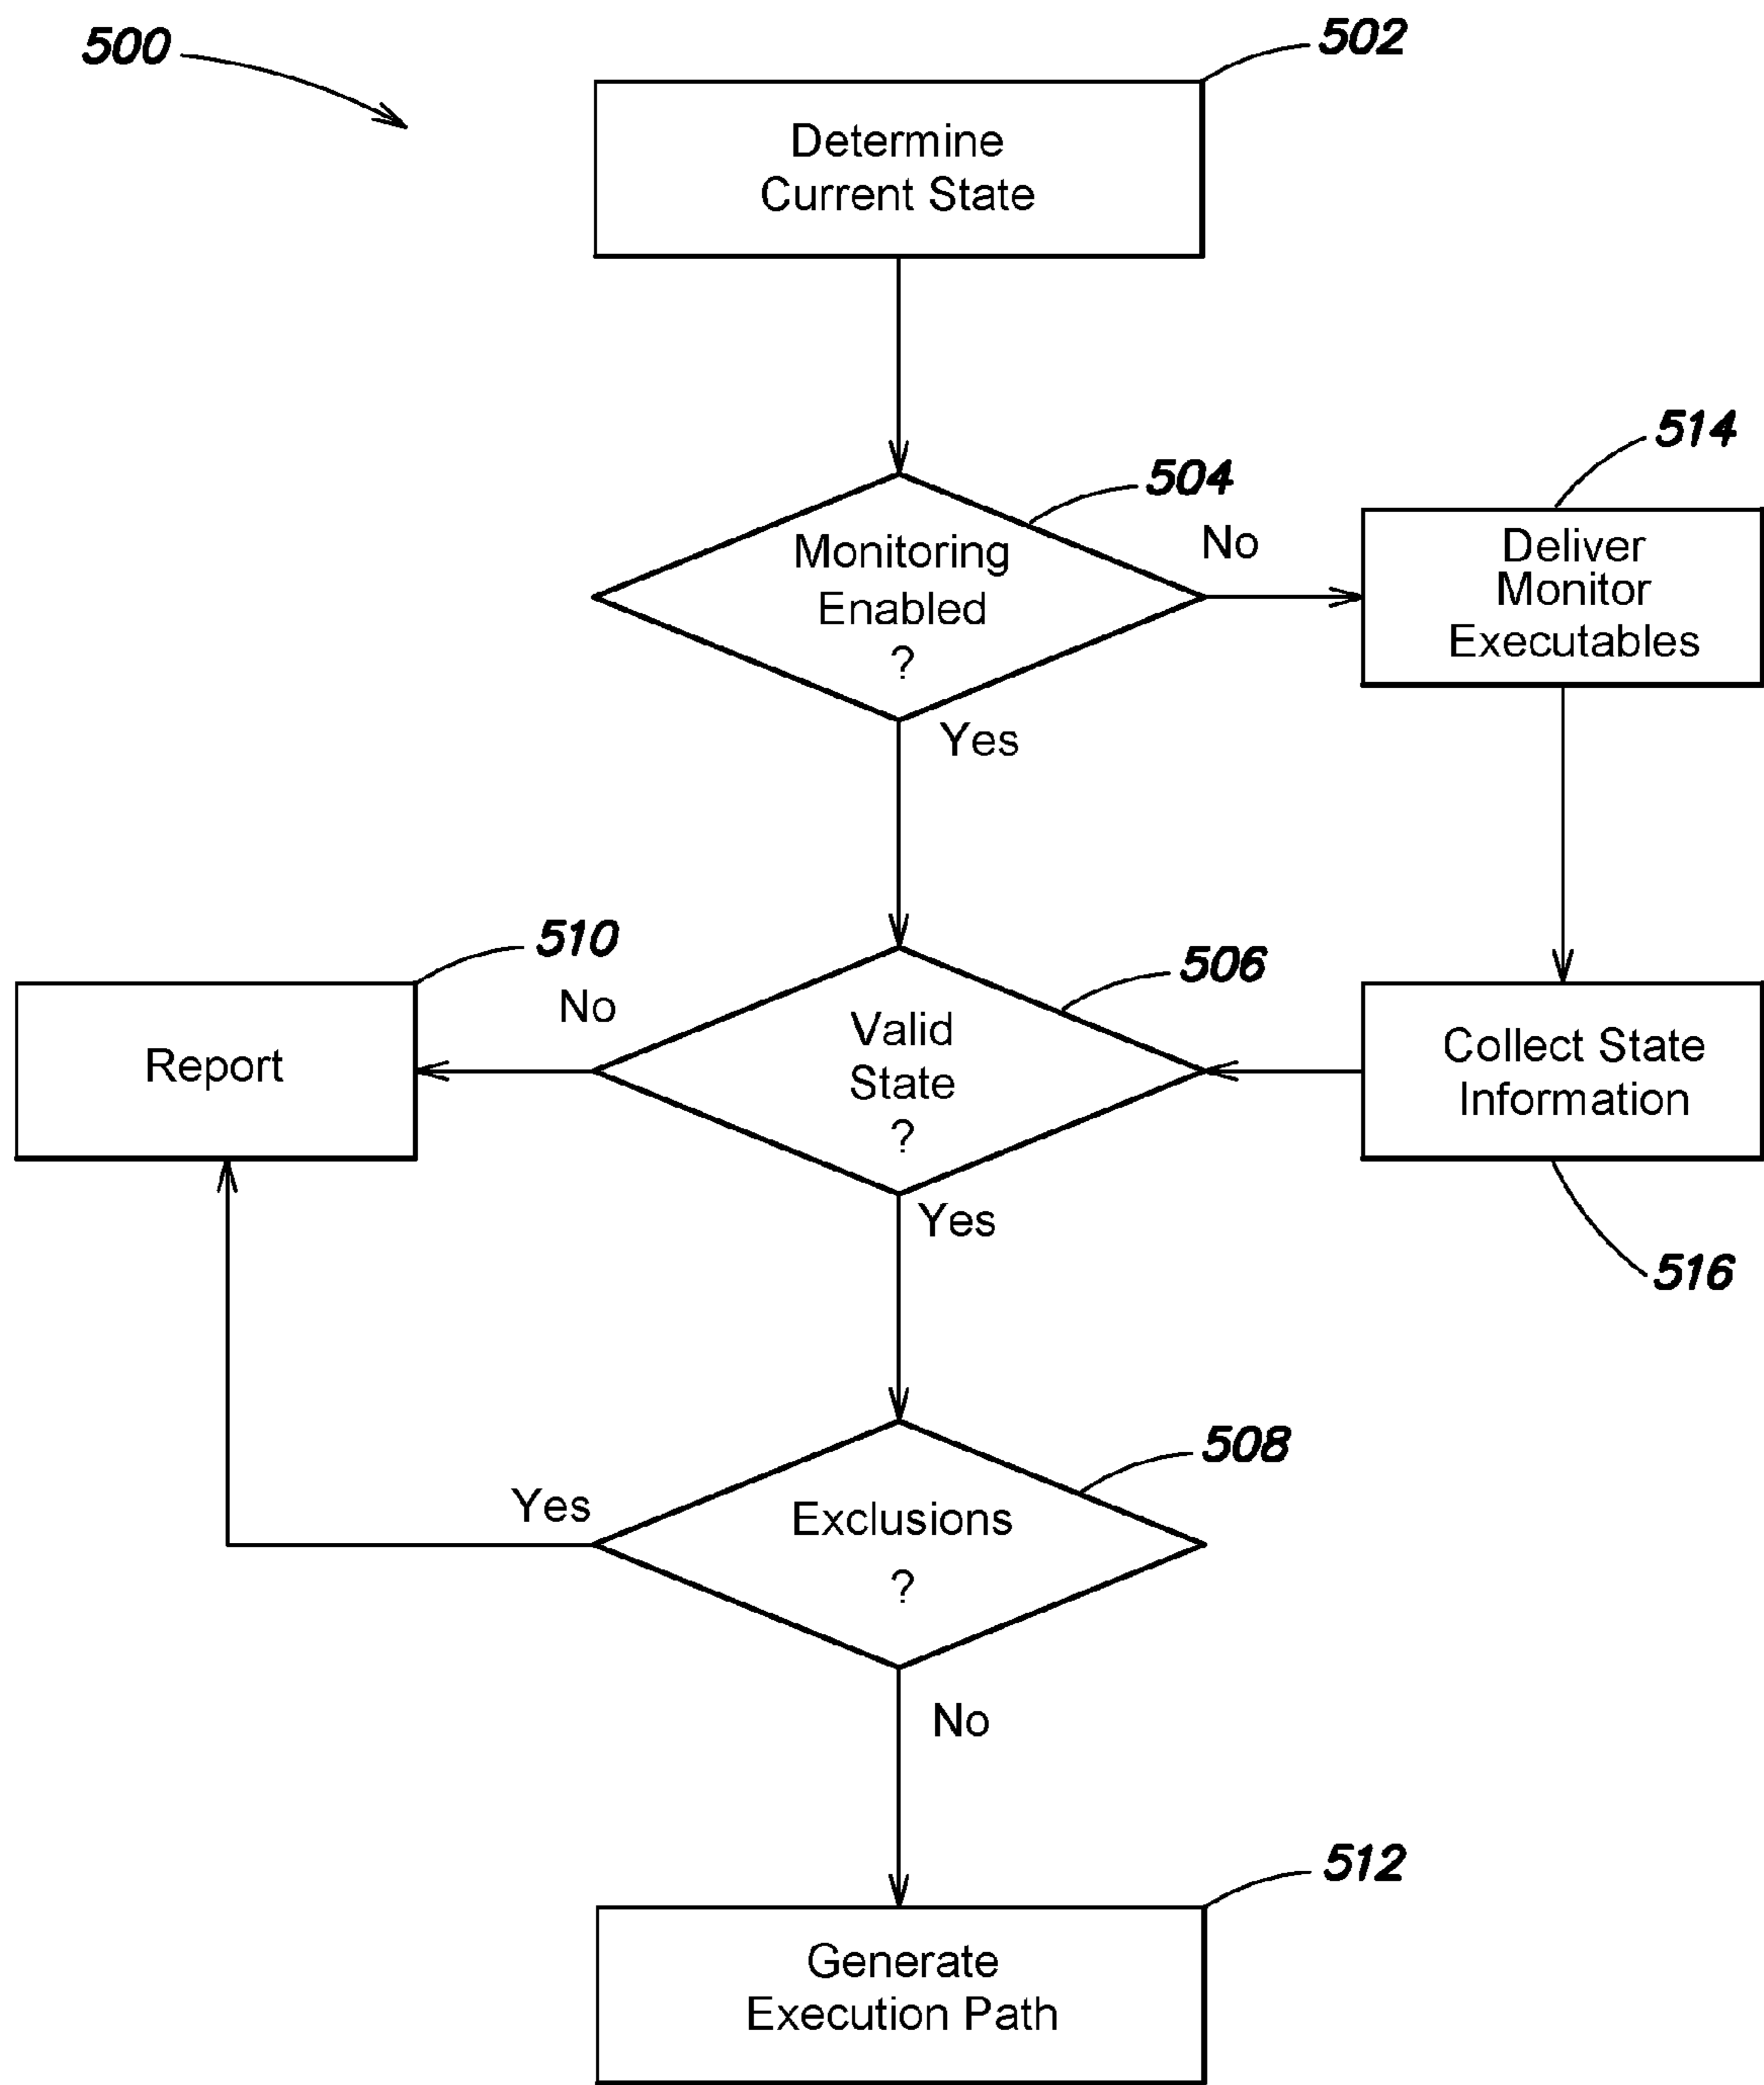 500
502
Determine
Current State
504
514
Monitoring
Enabled
?
No
Deliver
Monitor
Executables
Yes
510
506
No
Report
Valid
State
?
Collect State
Information
Yes
516
508
Yes
Exclusions
?
No
512
Generate
Execution Path